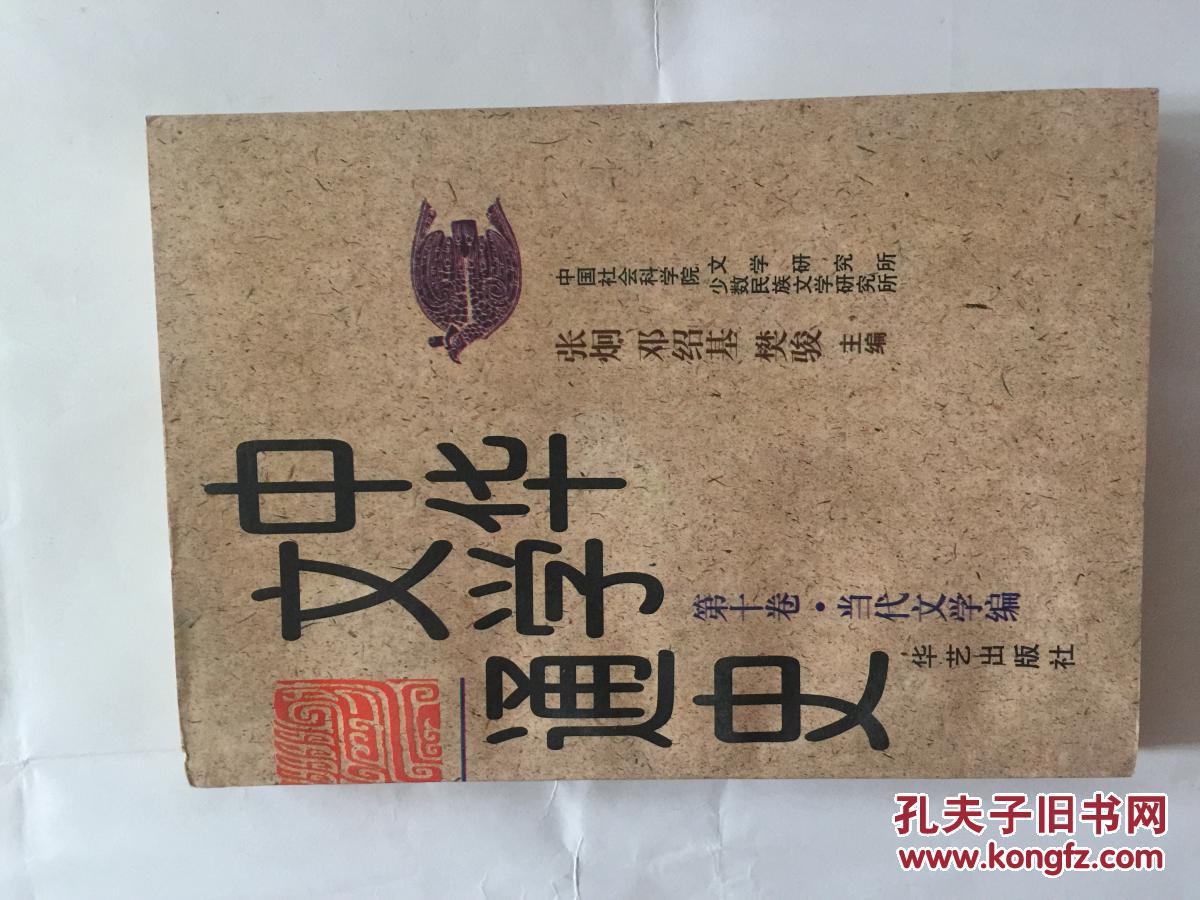 中国社会科学院 文学研究所
少数民族文学研究所
张炯 邓绍基 樊骏 主编
中华
文学
通史
第十卷·当代文学编
华艺出版社
孔夫子旧书网
www.kongfz.com